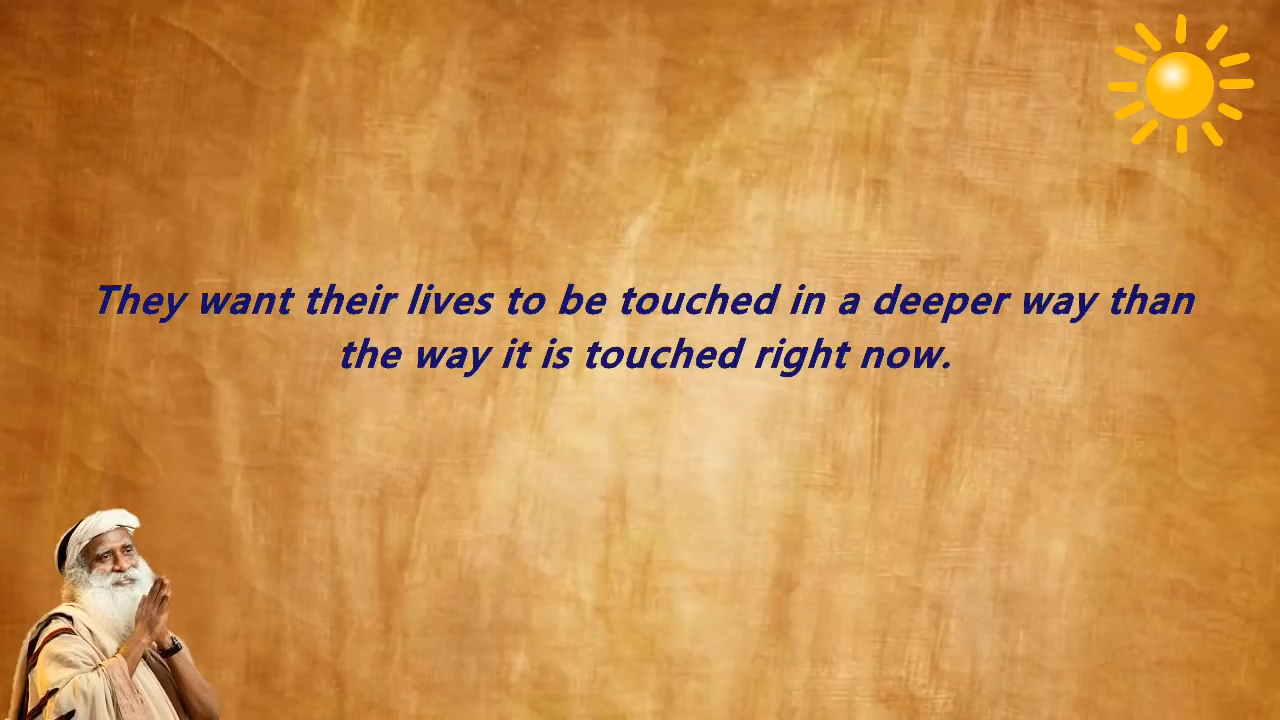 They want their lives to be touched in a deeper way than
the way it is touched right now.